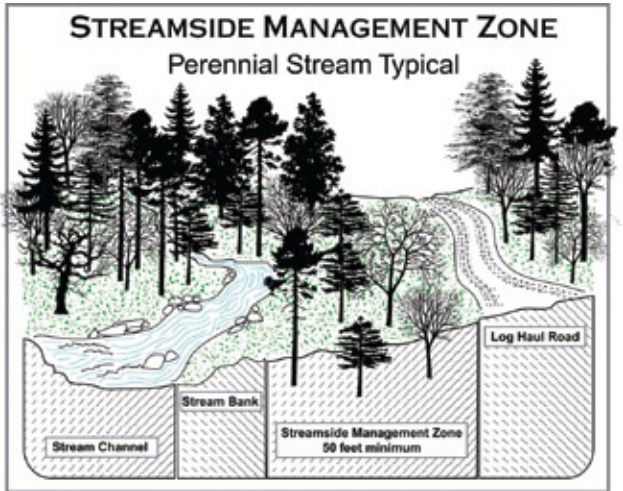 STREAMSIDE MANAGEMENT ZONE
Perennial Stream Typical
Log Haul Road
Stream Bank
Streamside Management Zone
50 feet minimum
Stream Channel